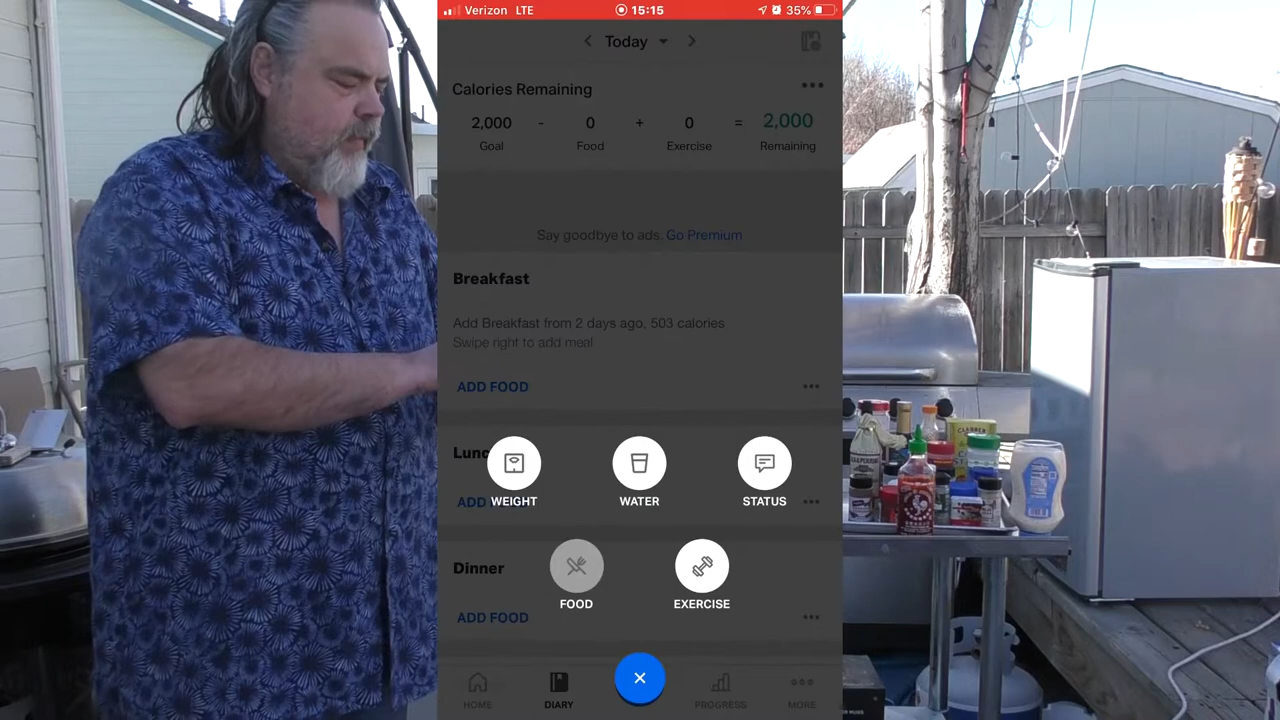 Verizon LTE 15:15 35%
Today
Calories Remaining
2,000 - 0 + 0 = 2,000
Goal Food Exercise Remaining
Say goodbye to ads. Go Premium
Breakfast
Add Breakfast from 2 days ago, 503 calories
Swipe right to add meal
ADD FOOD
Lunc
WEIGHT WATER STATUS
ADD
Dinner
FOOD EXERCISE
ADD FOOD
HOME DIARY PROGRESS MORE